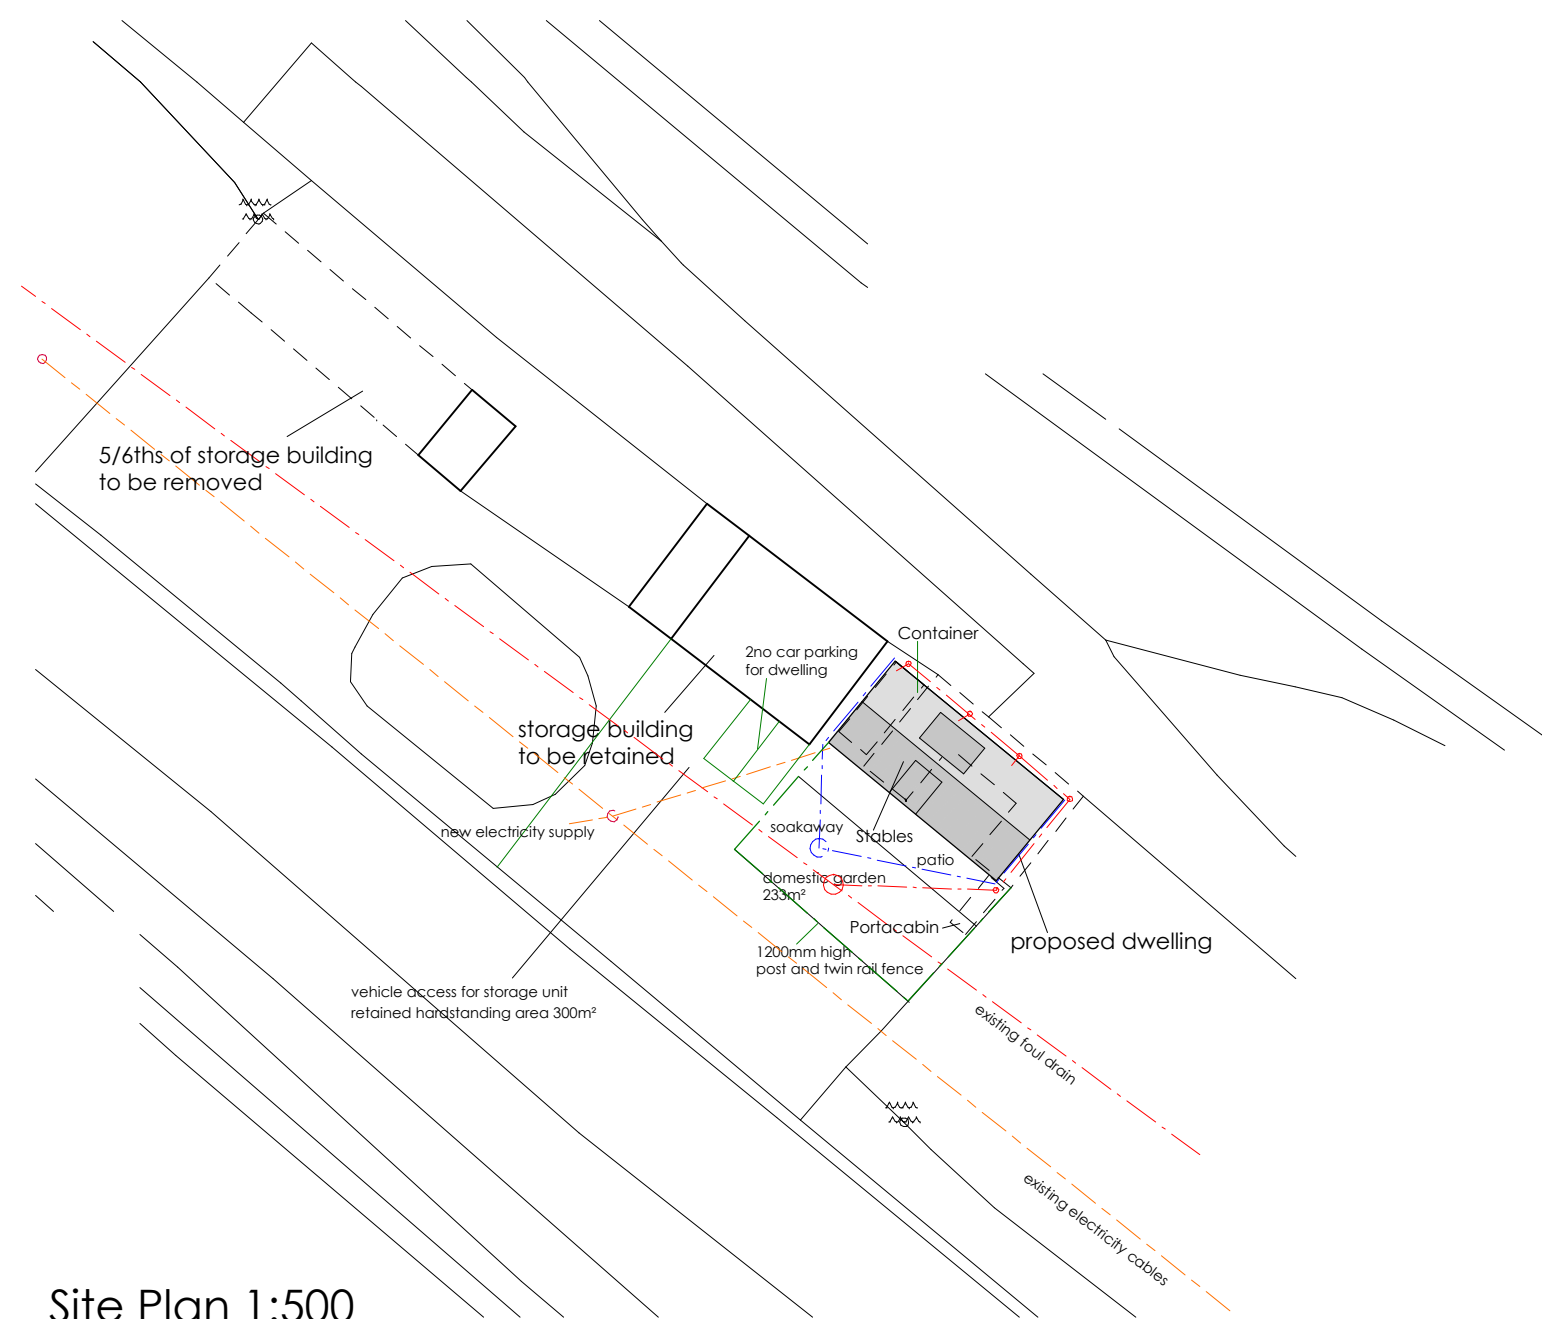 5/6ths of storage building
to be removed
Container
2no car parking
for dwelling
storage building
to be retained
new electricity supply
soakaway
Stables
patio
domestic garden
233m²
Portacabin
proposed dwelling
1200mm high
post and twin rail fence
vehicle access for storage unit
retained hardstanding area 300m²
existing foul drain
existing electricity cables
Site Plan 1:500